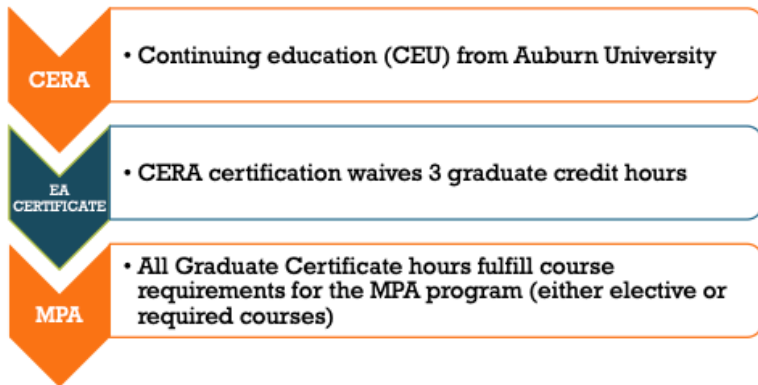 CERA
• Continuing education (CEU) from Auburn University
EA
CERTIFICATE
• CERA certification waives 3 graduate credit hours
MPA
• All Graduate Certificate hours fulfill course
requirements for the MPA program (either elective or
required courses)